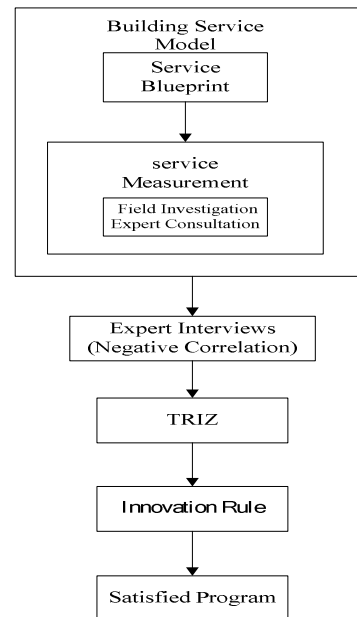 Building Service
Model
Service
Blueprint
service
Measurement
Field Investigation
Expert Consultation
Expert Interviews
(Negative Correlation)
TRIZ
Innovation Rule
Satisfied Program